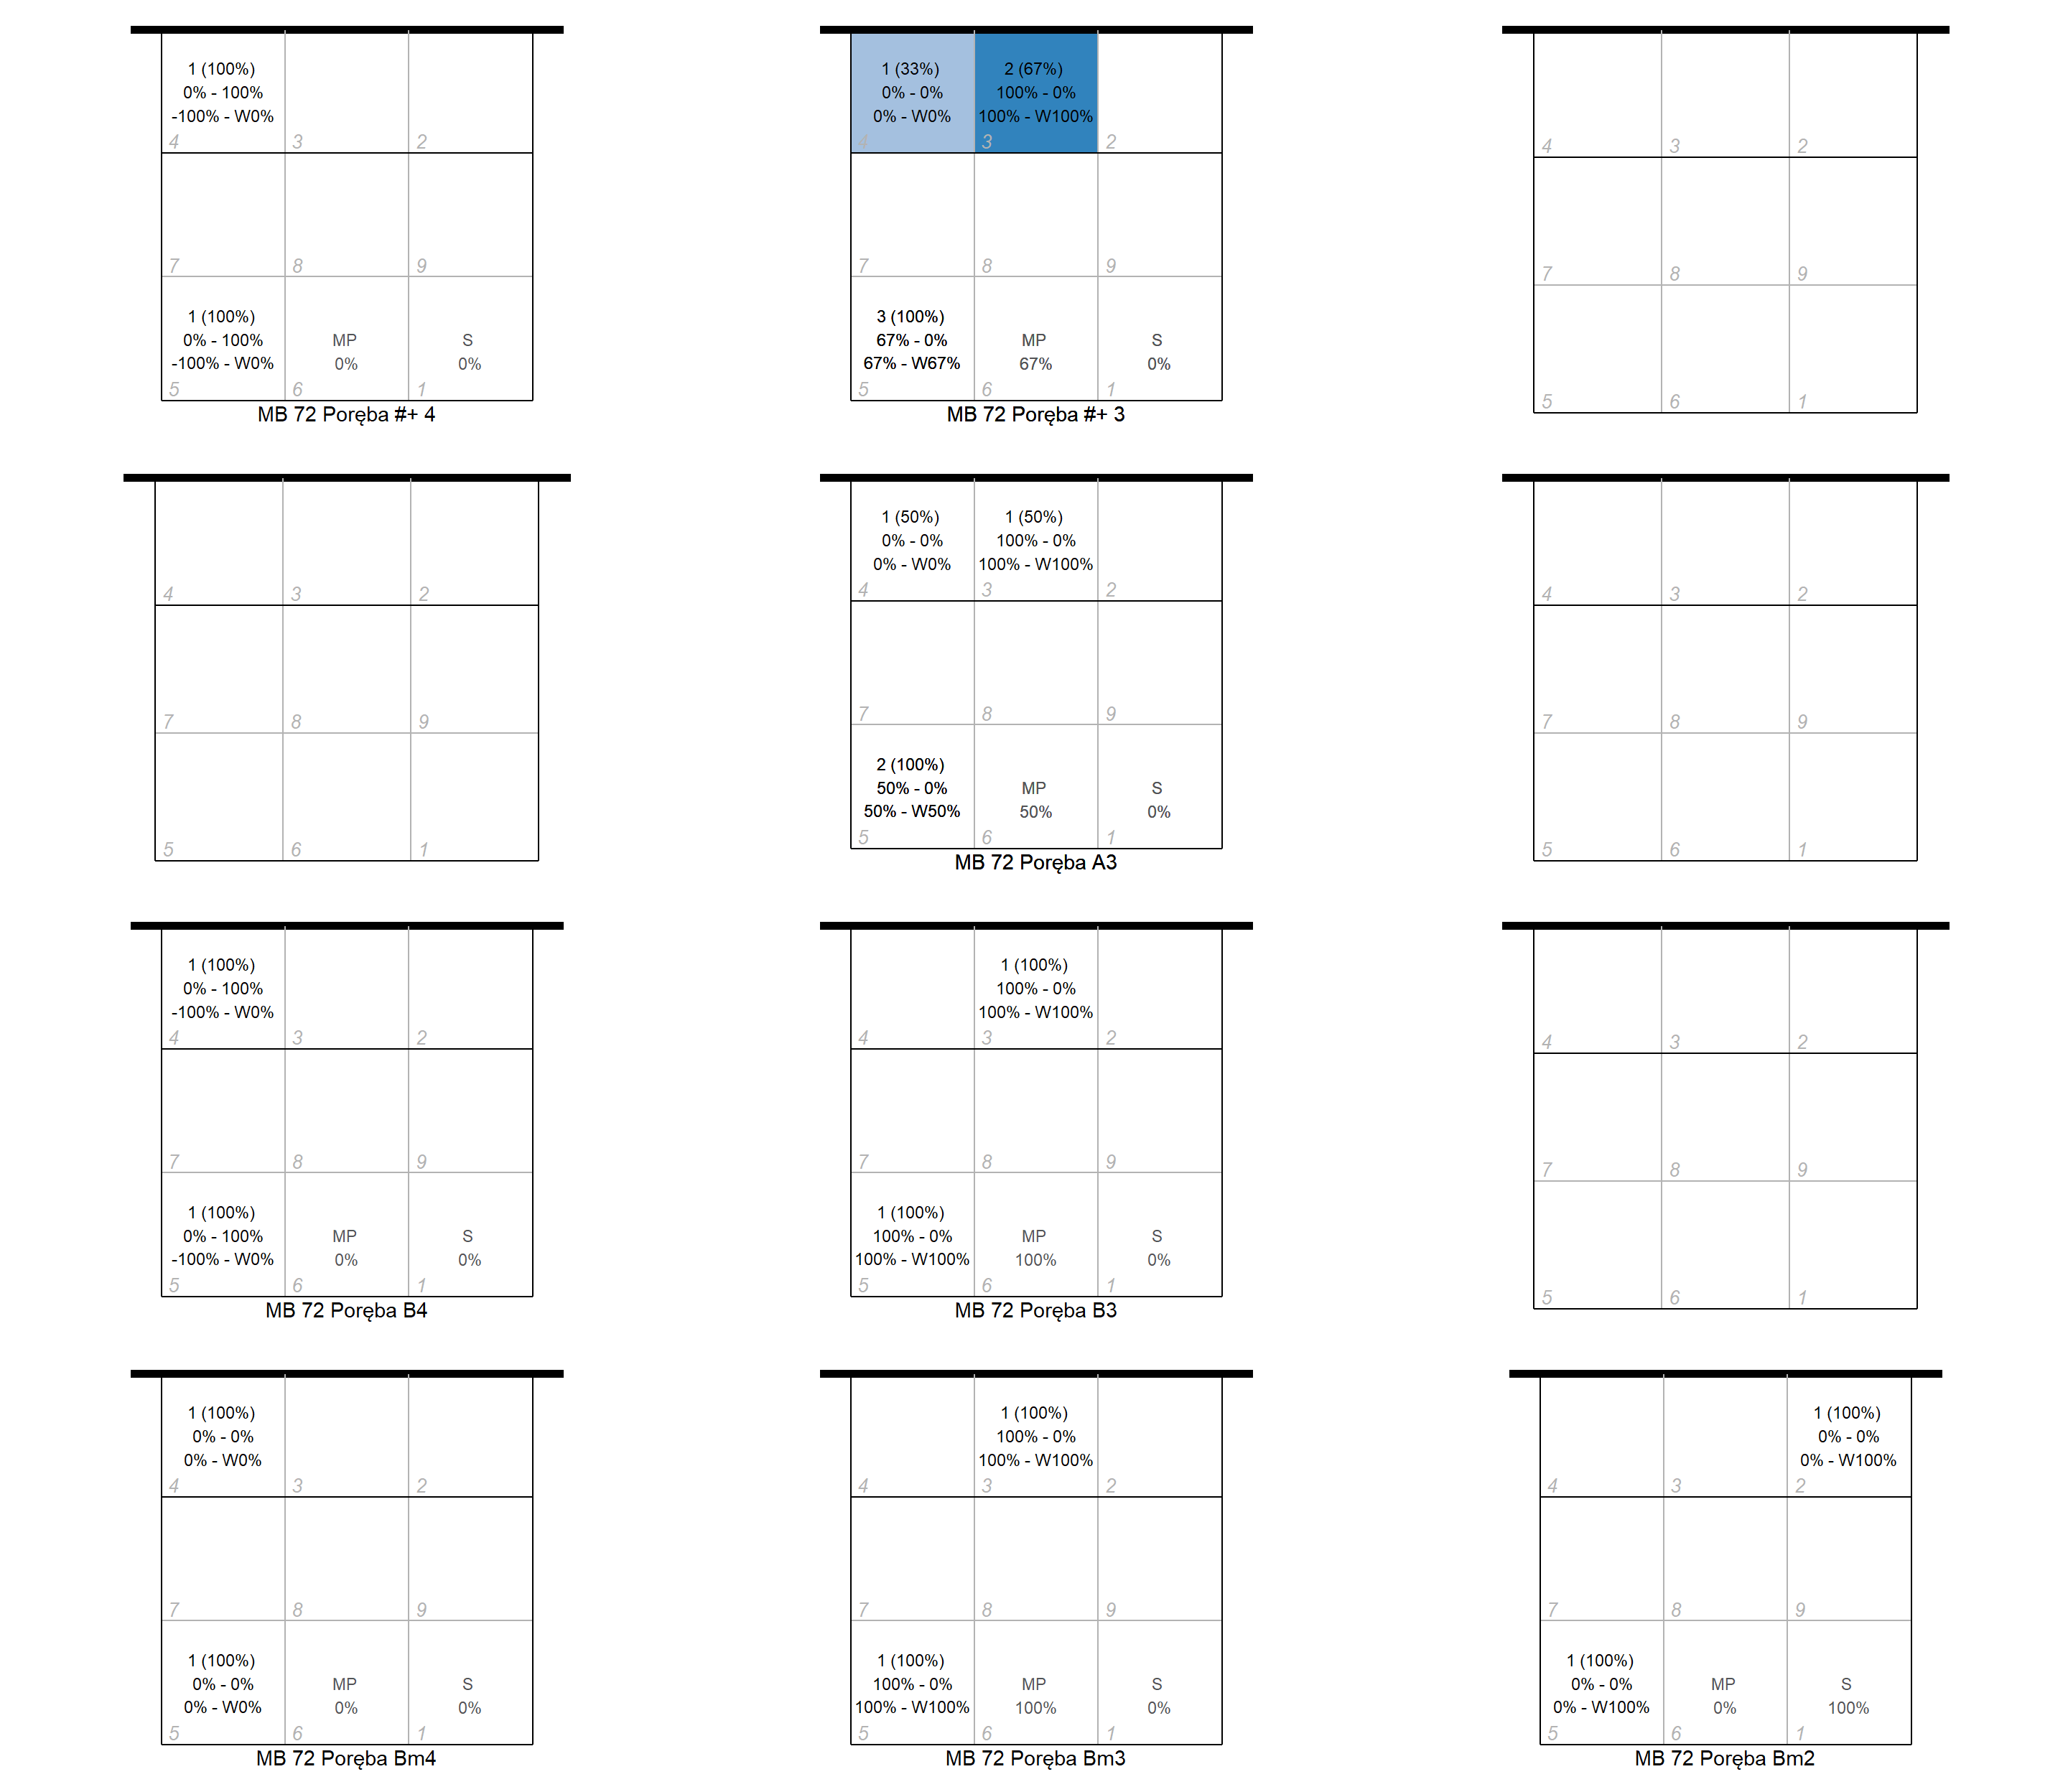 1 (100%)
0% - 100%
-100% - W0%
4 3 2
7 8 9
1 (100%)
0% - 100% MP S
-100% - W0% 0% 0%
5 6 1
MB 72 Poręba #+ 4
1 (33%) 2 (67%)
0% - 0% 100% - 0%
0% - W0% 100% - W100%
4 3 2
7 8 9
3 (100%)
67% - 0% MP S
67% - W67% 67% 0%
5 6 1
MB 72 Poręba #+ 3
4 3 2
7 8 9
5 6 1
4 3 2
7 8 9
5 6 1
1 (50%) 1 (50%)
0% - 0% 100% - 0%
0% - W0% 100% - W100%
4 3 2
7 8 9
2 (100%)
50% - 0% MP S
50% - W50% 50% 0%
5 6 1
MB 72 Poręba A3
4 3 2
7 8 9
5 6 1
1 (100%)
0% - 100%
-100% - W0%
4 3 2
7 8 9
1 (100%)
0% - 100% MP S
-100% - W0% 0% 0%
5 6 1
MB 72 Poręba B4
1 (100%)
100% - 0%
100% - W100%
4 3 2
7 8 9
1 (100%)
100% - 0% MP S
100% - W100% 100% 0%
5 6 1
MB 72 Poręba B3
4 3 2
7 8 9
5 6 1
1 (100%)
0% - 0%
0% - W0%
4 3 2
7 8 9
1 (100%)
0% - 0% MP S
0% - W0% 0% 0%
5 6 1
MB 72 Poręba Bm4
1 (100%)
100% - 0%
100% - W100%
4 3 2
7 8 9
1 (100%)
100% - 0% MP S
100% - W100% 100% 0%
5 6 1
MB 72 Poręba Bm3
1 (100%)
0% - 0%
0% - W100%
4 3 2
7 8 9
1 (100%)
0% - 0% MP S
0% - W100% 0% 100%
5 6 1
MB 72 Poręba Bm2